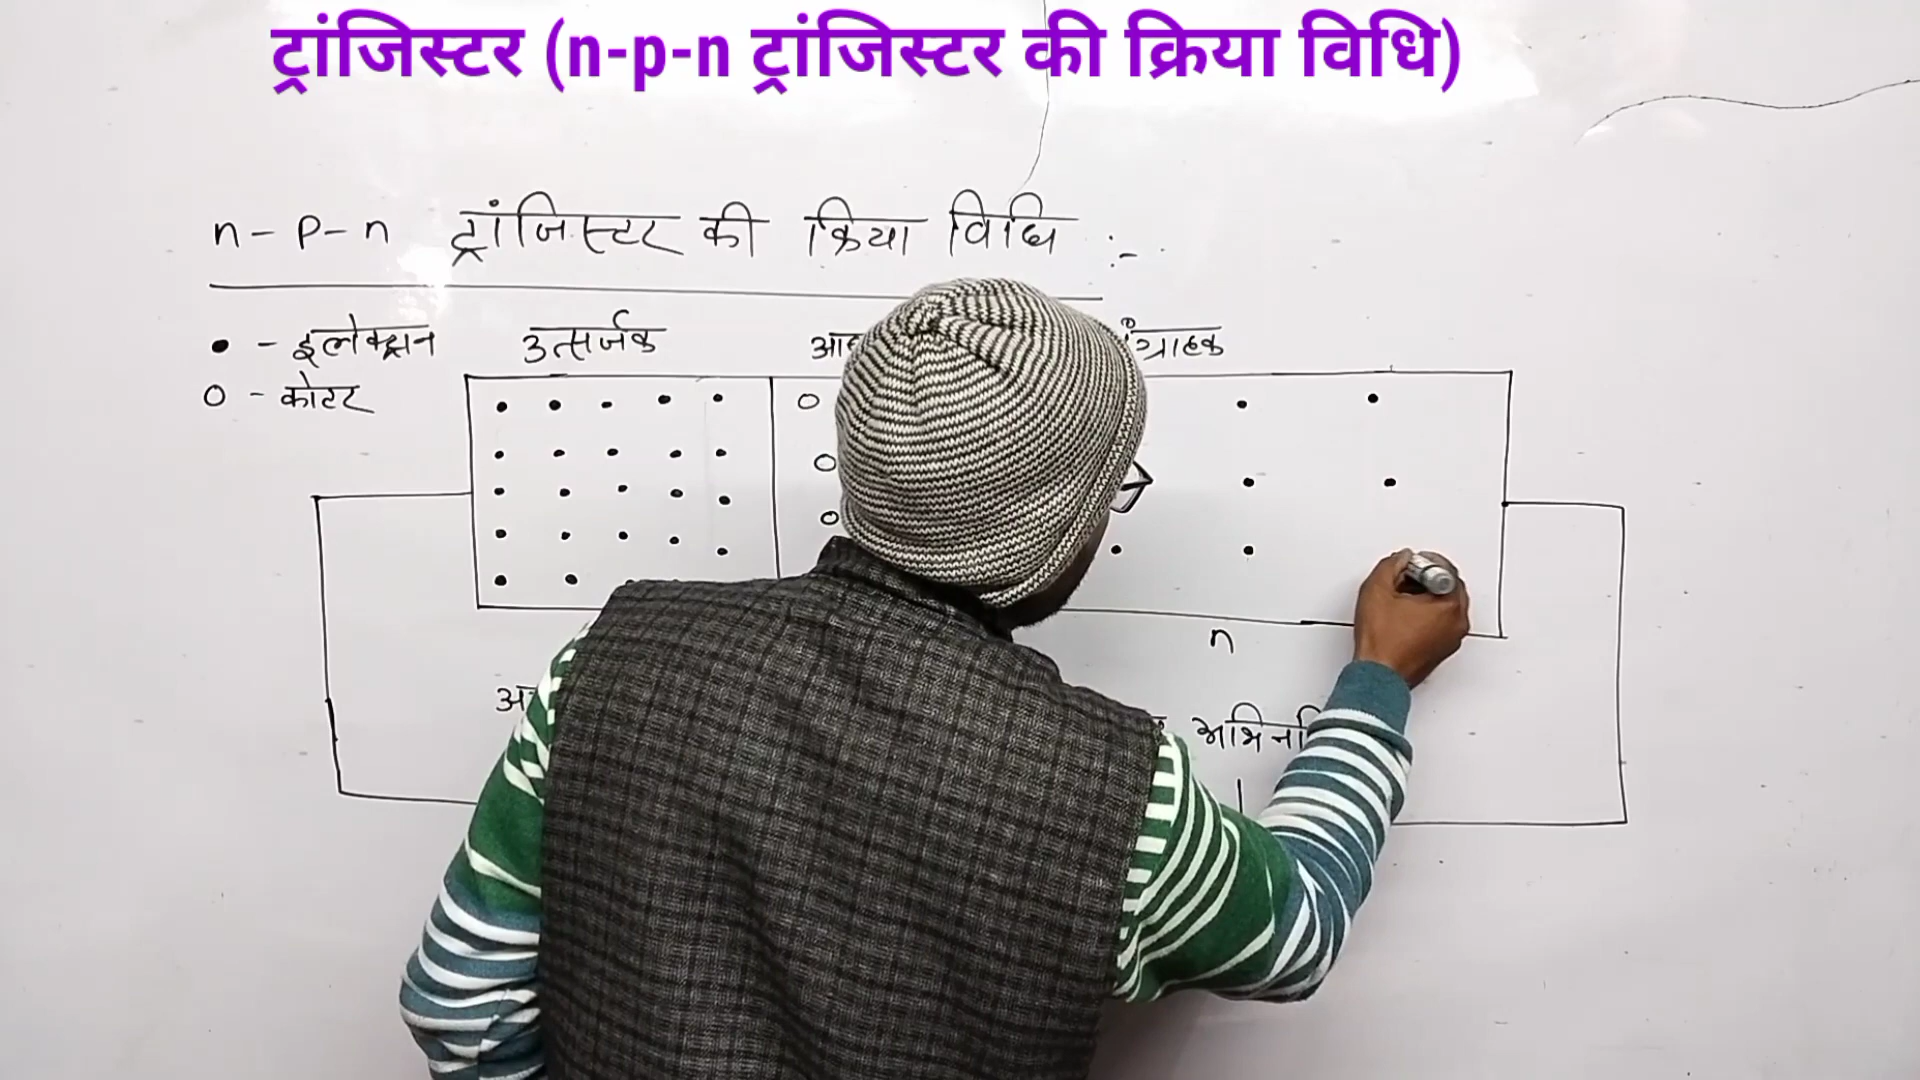 ट्रांजिस्टर (n-p-n ट्रांजिस्टर की क्रिया विधि)
n-p-n ट्रांजिस्टर की क्रिया विधि :-
• - इलेक्ट्रान उत्सर्जक
o - कोटर
n